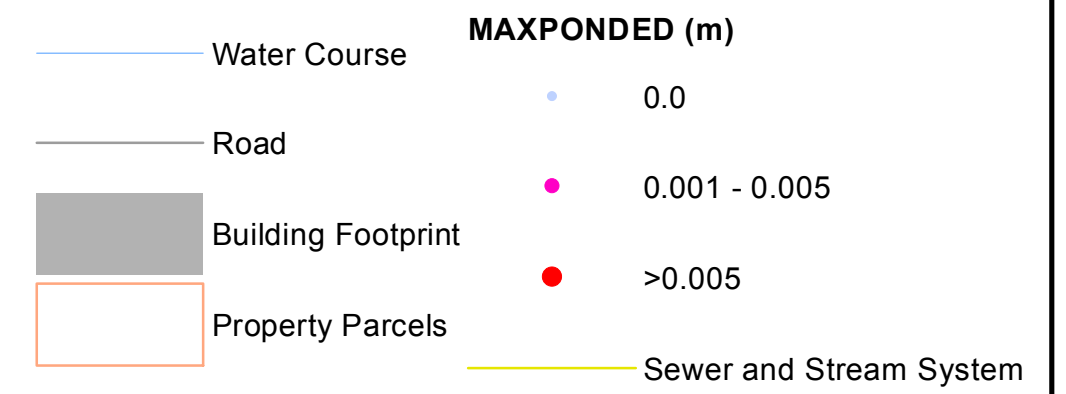 Water Course
Road
Building Footprint
Property Parcels
MAXPONDED (m)
0.0
0.001 - 0.005
>0.005
Sewer and Stream System